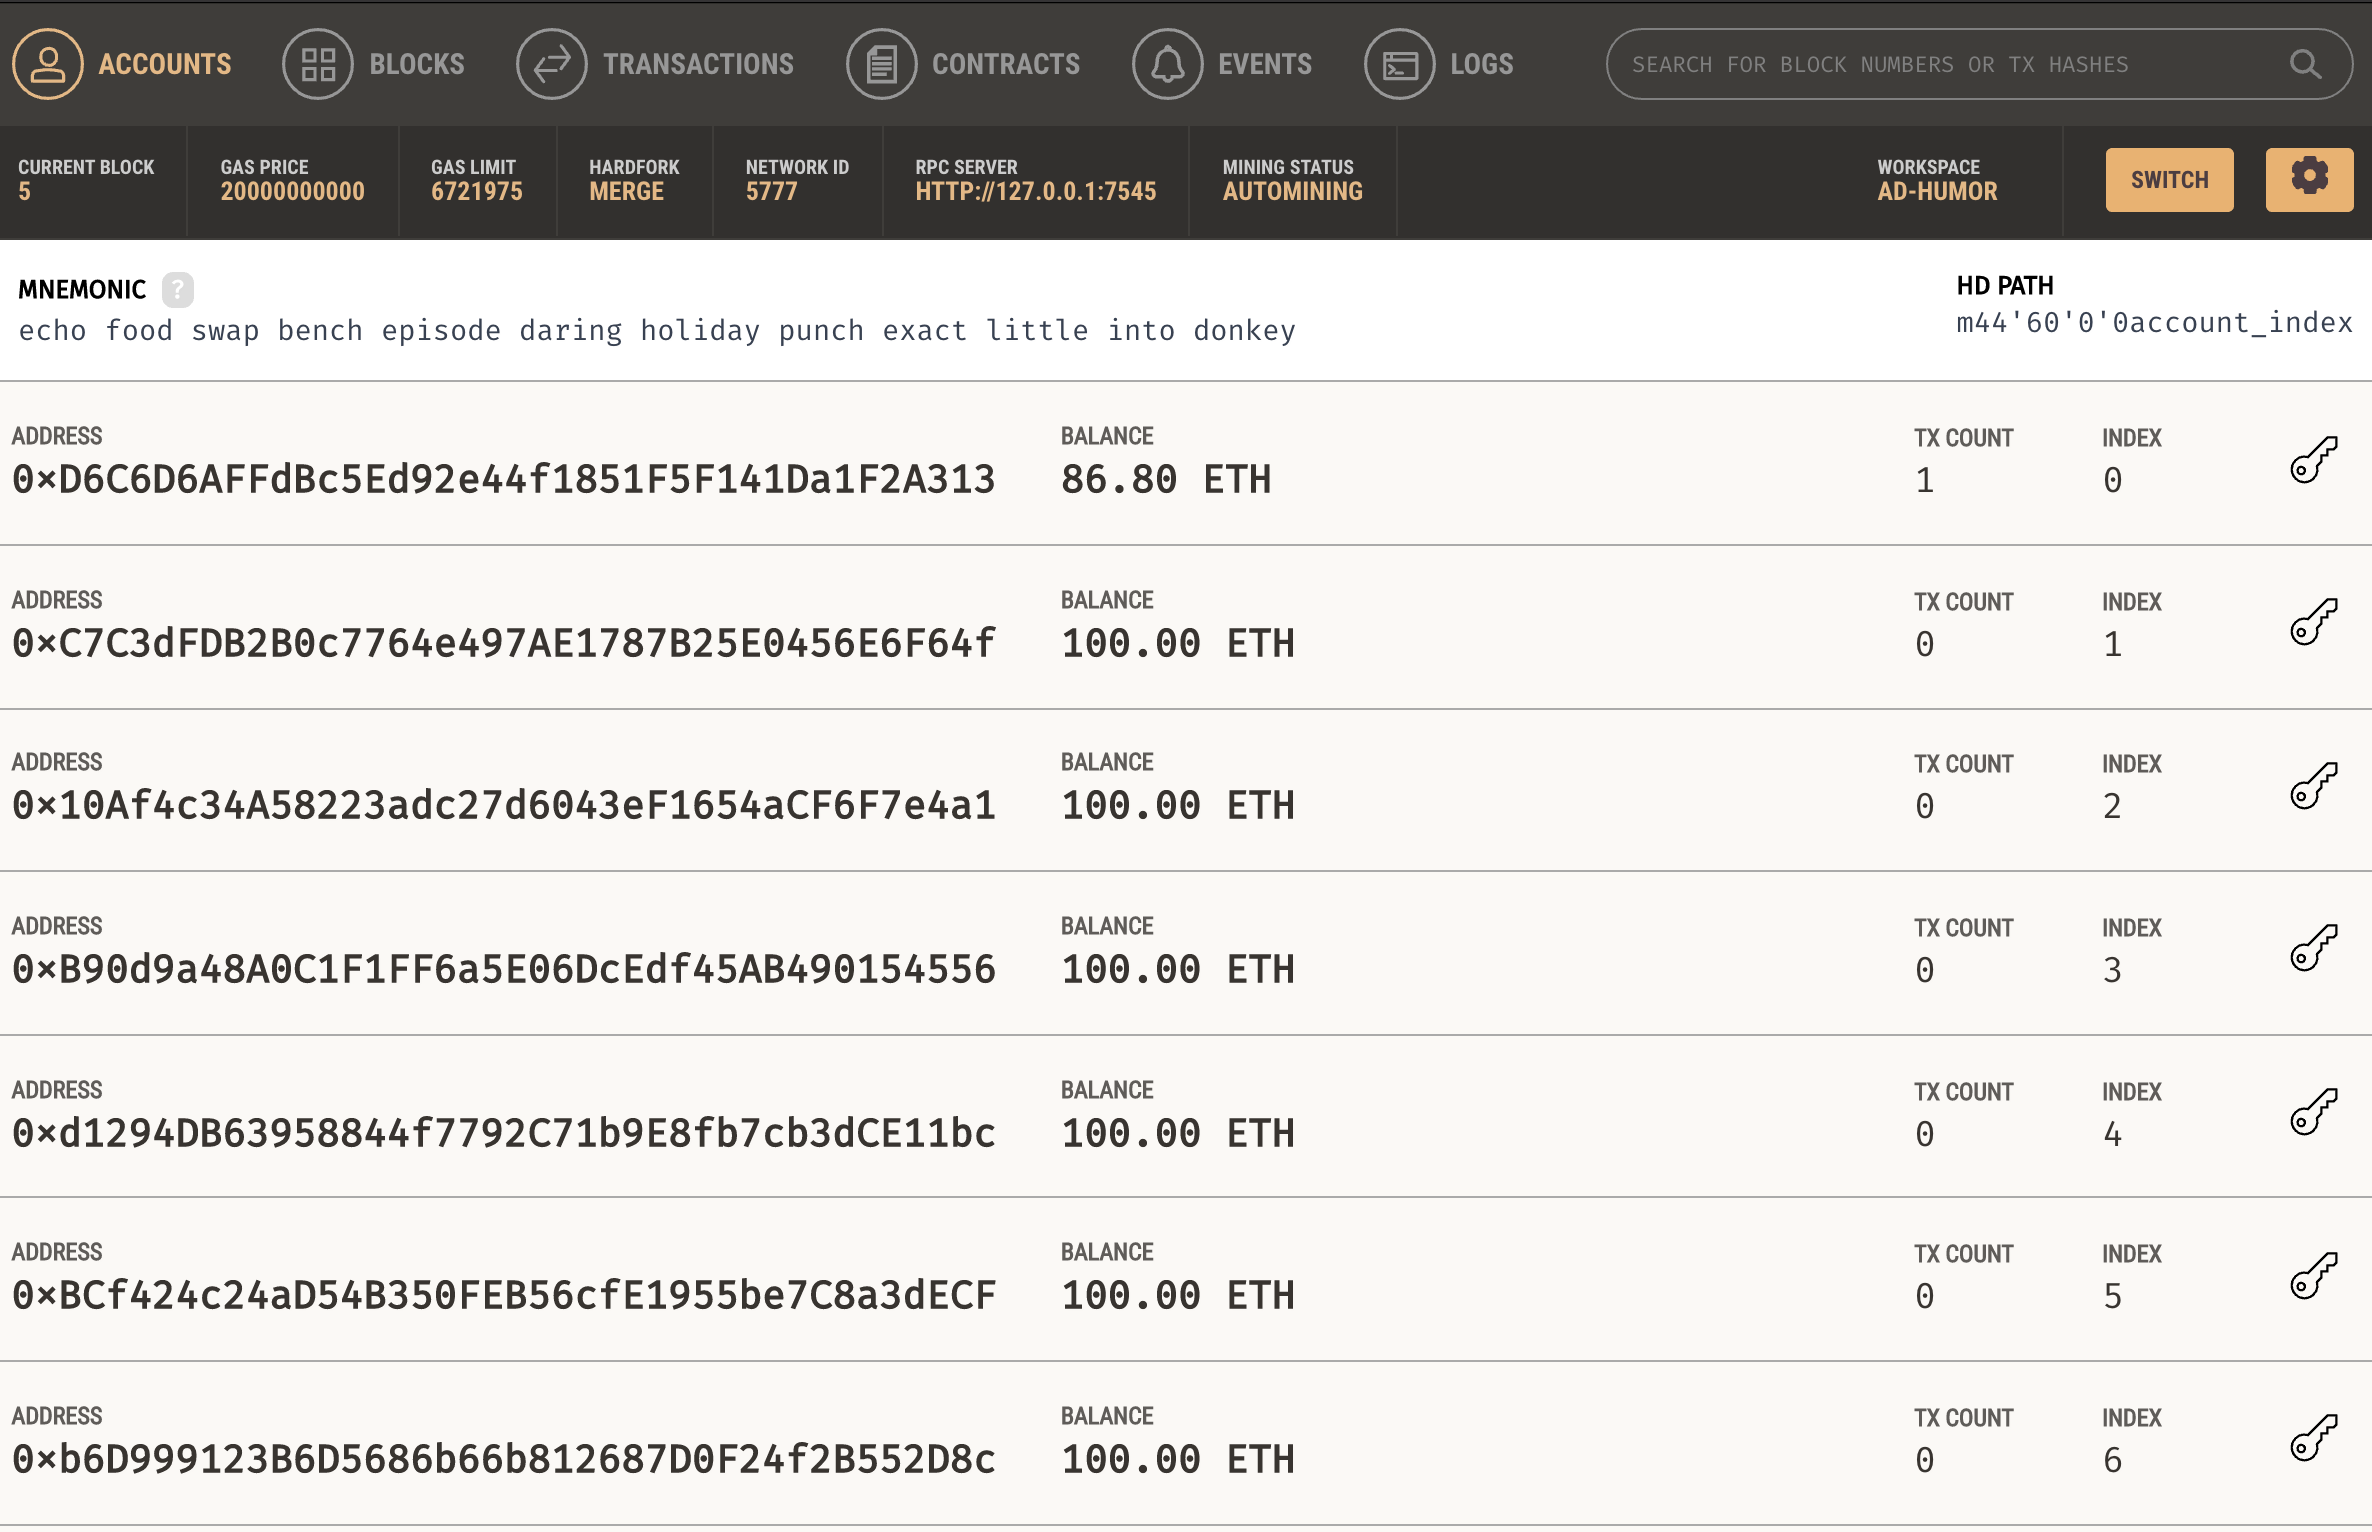 ACCOUNTS BLOCKS TRANSACTIONS CONTRACTS EVENTS LOGS SEARCH FOR BLOCK NUMBERS OR TX HASHES
CURRENT BLOCK GAS PRICE GAS LIMIT HARDFORK NETWORK ID RPC SERVER MINING STATUS WORKSPACE
5 20000000000 6721975 MERGE 5777 HTTP://127.0.0.1:7545 AUTOMINING AD-HUMOR SWITCH
MNEMONIC ? HD PATH
echo food swap bench episode daring holiday punch exact little into donkey m44'60'0'0account_index
ADDRESS BALANCE TX COUNT INDEX
0×D6C6D6AFFdBc5Ed92e44f1851F5F141Da1F2A313 86.80 ETH 1 0
ADDRESS BALANCE TX COUNT INDEX
0×C7C3dFDB2B0c7764e497AE1787B25E0456E6F64f 100.00 ETH 0 1
ADDRESS BALANCE TX COUNT INDEX
0×10Af4c34A58223adc27d6043eF1654aCF6F7e4a1 100.00 ETH 0 2
ADDRESS BALANCE TX COUNT INDEX
0×B90d9a48A0C1F1FF6a5E06DcEdf45AB490154556 100.00 ETH 0 3
ADDRESS BALANCE TX COUNT INDEX
0×d1294DB63958844f7792C71b9E8fb7cb3dCE11bc 100.00 ETH 0 4
ADDRESS BALANCE TX COUNT INDEX
0×BCf424c24aD54B350FEB56cfE1955be7C8a3dECF 100.00 ETH 0 5
ADDRESS BALANCE TX COUNT INDEX
0×b6D999123B6D5686b66b812687D0F24f2B552D8c 100.00 ETH 0 6